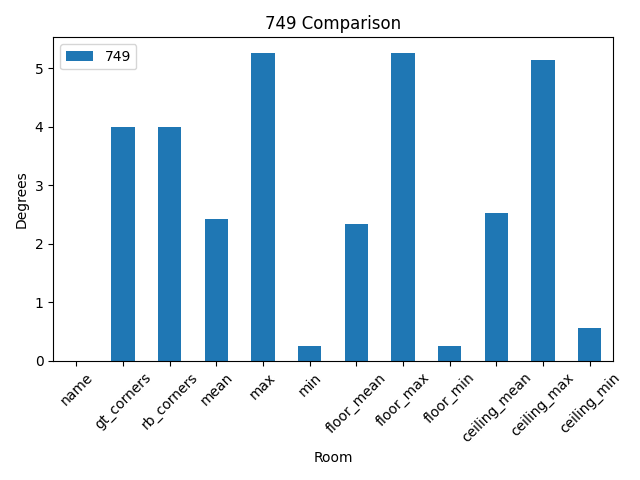 749 Comparison
749
Degrees
5
4
3
2
1
0
name
gt_corners
rb_corners
mean
max
min
floor_mean
floor_max
floor_min
ceiling_mean
ceiling_max
ceiling_min
Room